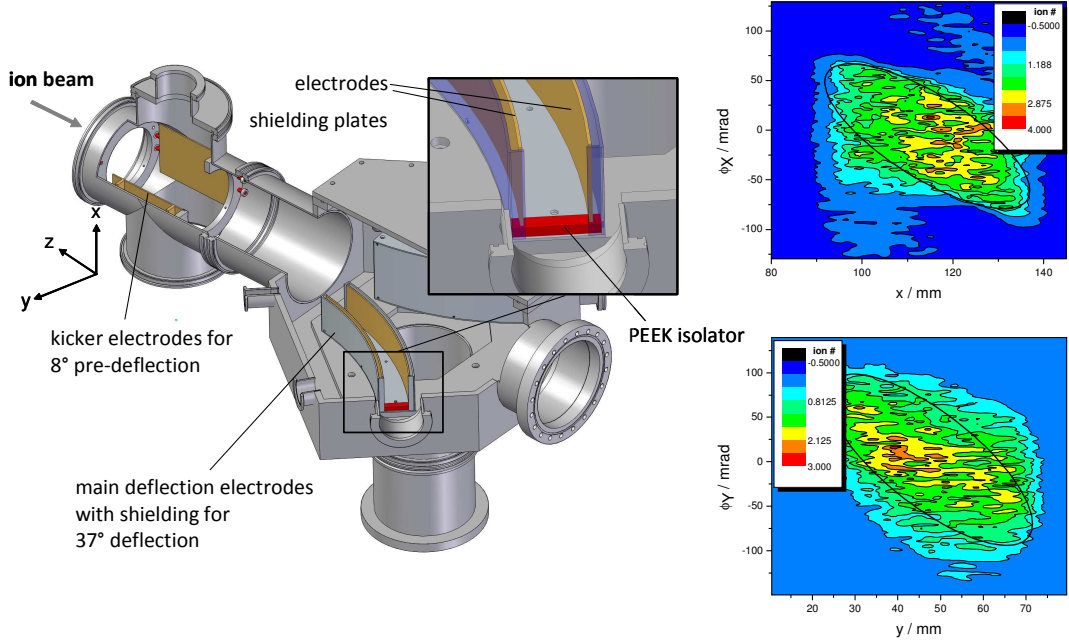 ion beam
electrodes
shielding plates
x
z
y
kicker electrodes for
8° pre-deflection
PEEK isolator
main deflection electrodes
with shielding for
37° deflection
ion #
-0.5000
1.188
2.875
4.000
100
50
0
-50
-100
ϕX / mrad
80
100
120
140
x / mm
ion #
-0.5000
0.8125
2.125
3.000
100
50
0
-50
-100
ϕY / mrad
20
30
40
50
60
70
y / mm